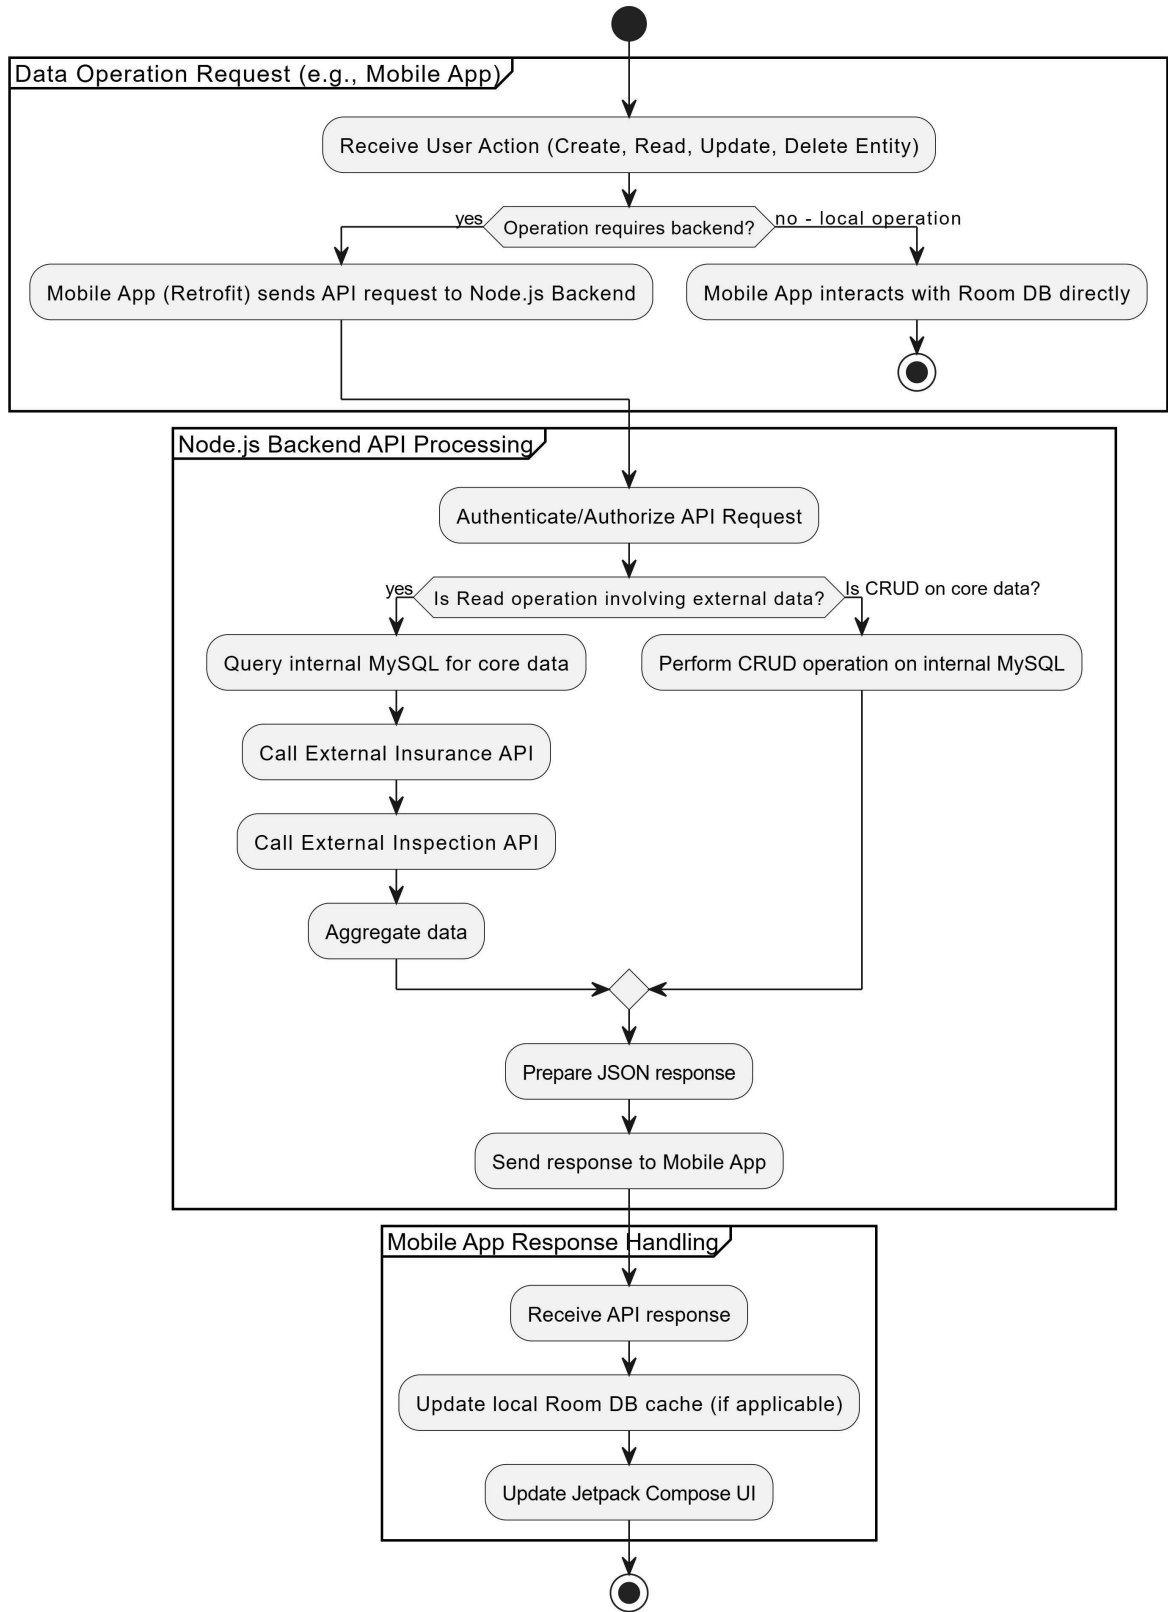 Data Operation Request (e.g., Mobile App)
Receive User Action (Create, Read, Update, Delete Entity)
yes
Operation requires backend?
no - local operation
Mobile App (Retrofit) sends API request to Node.js Backend
Mobile App interacts with Room DB directly
Node.js Backend API Processing
Authenticate/Authorize API Request
yes
Is Read operation involving external data?
Is CRUD on core data?
Query internal MySQL for core data
Perform CRUD operation on internal MySQL
Call External Insurance API
Call External Inspection API
Aggregate data
Prepare JSON response
Send response to Mobile App
Mobile App Response Handling
Receive API response
Update local Room DB cache (if applicable)
Update Jetpack Compose UI